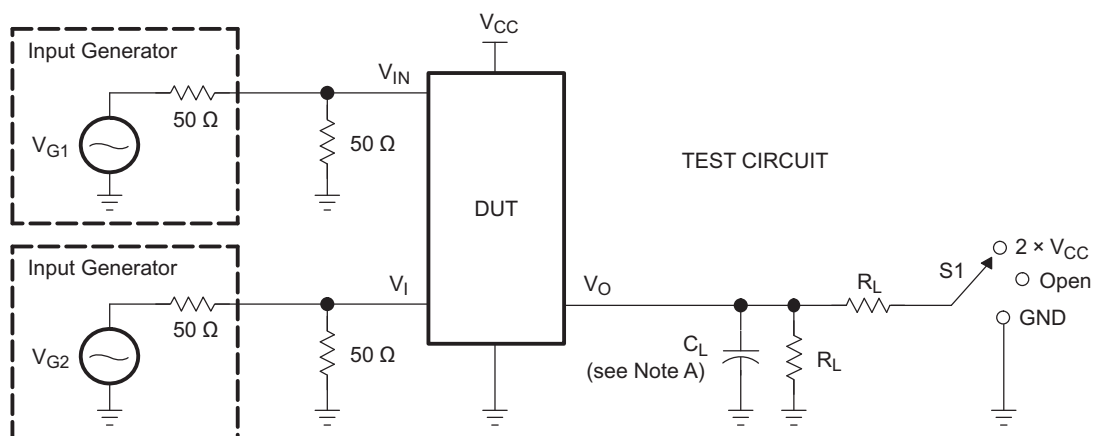 V_CC
Input Generator
V_IN
50 Ω
50 Ω
V_G1
TEST CIRCUIT
DUT
Input Generator
2 × V_CC
S1
Open
V_I
V_O
R_L
50 Ω
GND
50 Ω
C_L
(see Note A)
R_L
V_G2